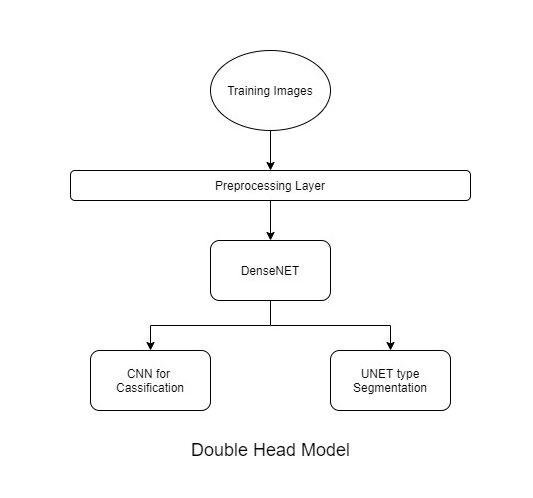 Training Images
Preprocessing Layer
DenseNET
CNN for
Cassification
UNET type
Segmentation
Double Head Model